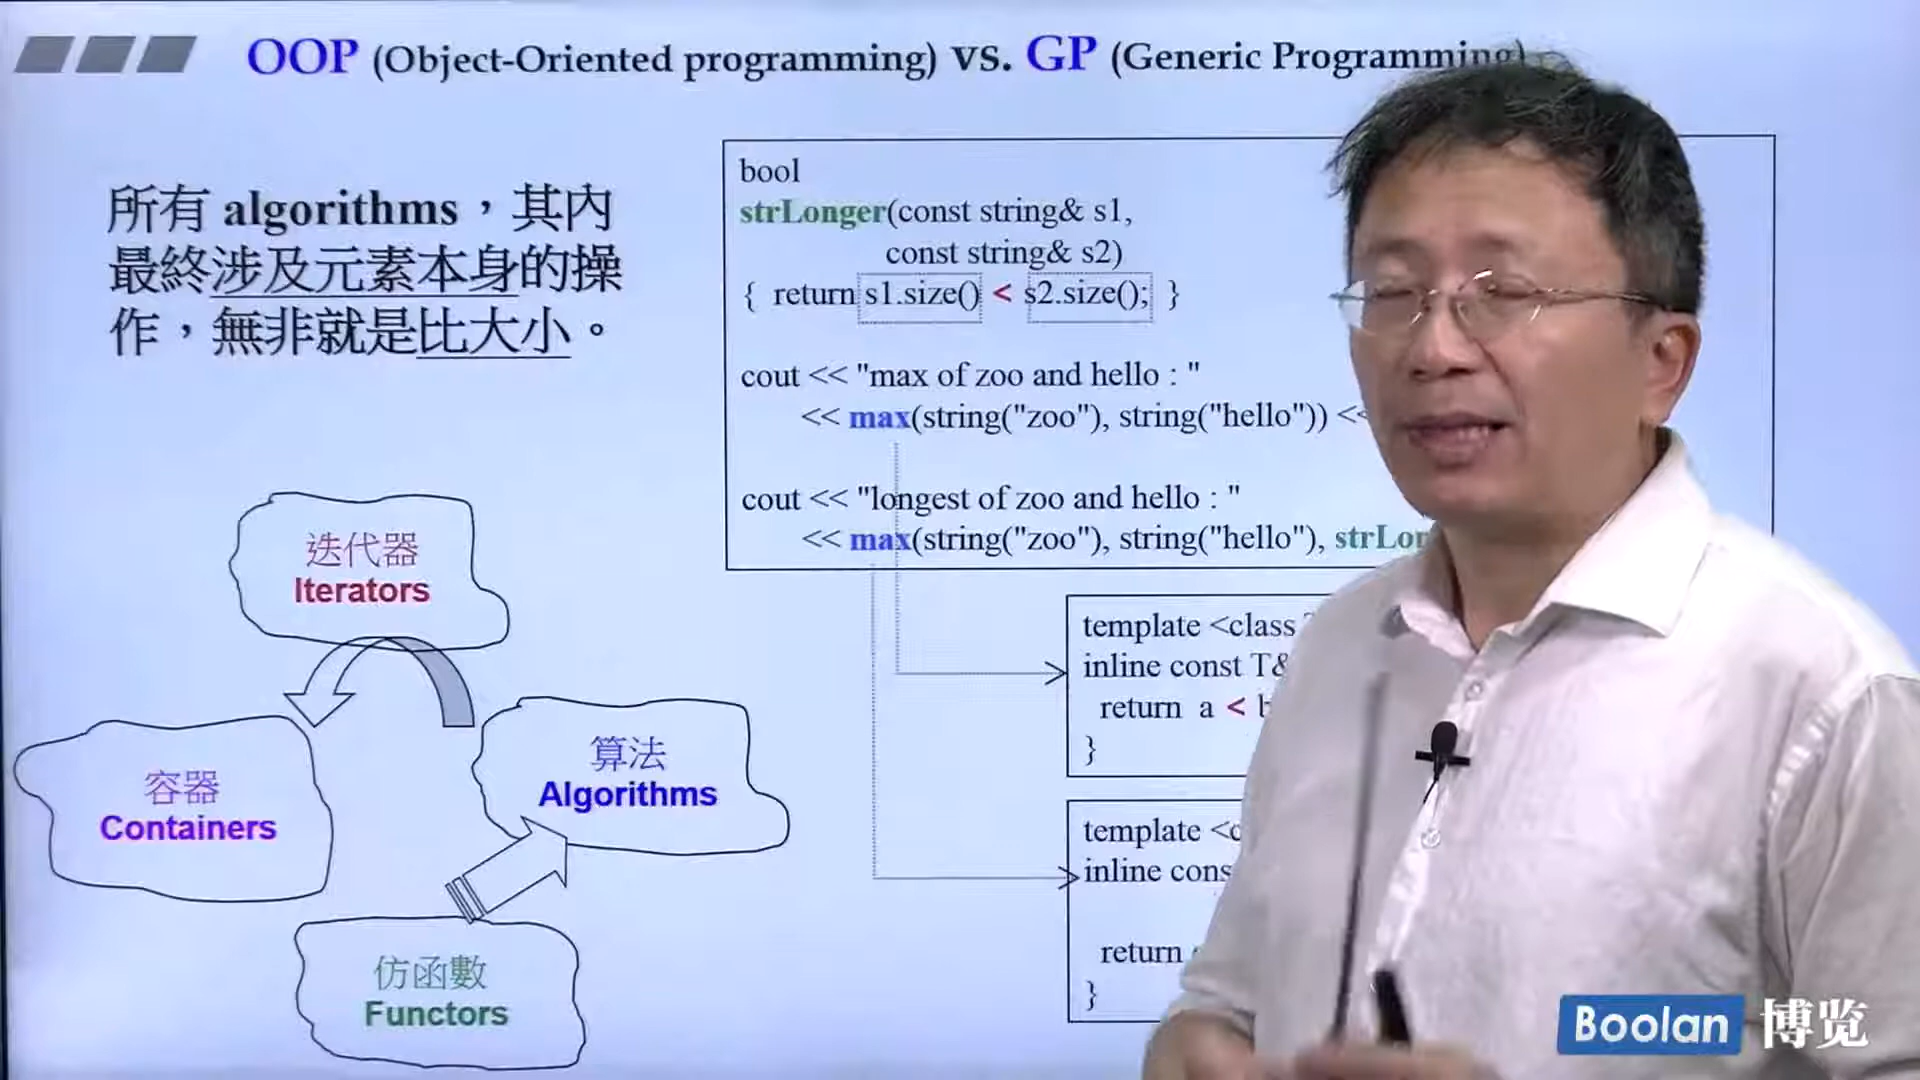 OOP (Object-Oriented programming) vs. GP (Generic Programming)
所有 algorithms,其內
最終涉及元素本身的操
作,無非就是比大小。
bool
strLonger(const string& s1,
const string& s2)
{ return s1.size() < s2.size(); }
cout << "max of zoo and hello : "
<< max(string("zoo"), string("hello")) <<
cout << "longest of zoo and hello : "
<< max(string("zoo"), string("hello"), strLon
template <class
inline const T&
return a < b
}
template <c
inline cons
return
}
迭代器
Iterators
容器
Containers
算法
Algorithms
仿函數
Functors
Boolan 博览